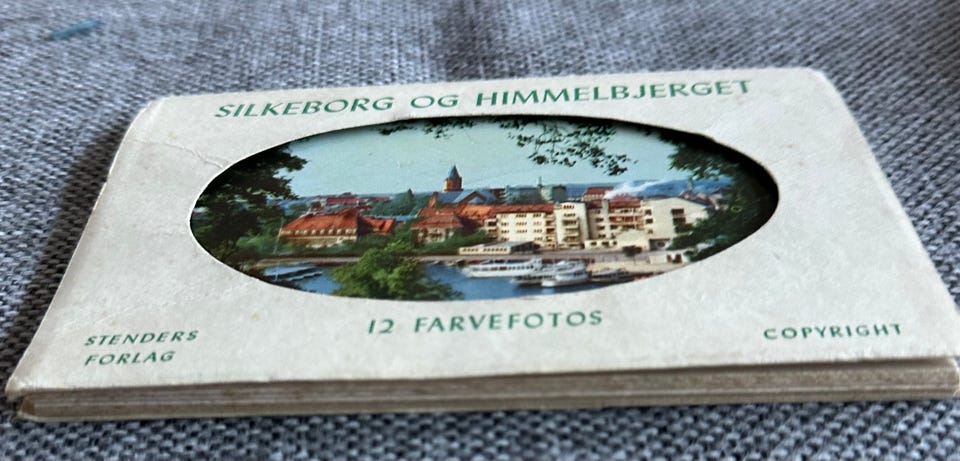 SILKEBORG OG HIMMELBJERGET
12 FARVEFOTOS
STENDERS
FORLAG
COPYRIGHT